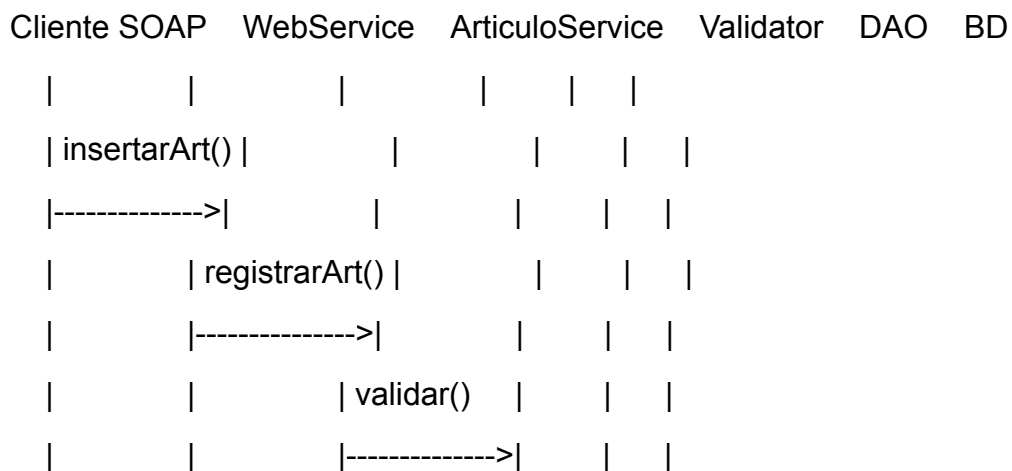 Cliente SOAP WebService ArticuloService Validator DAO BD
| | | | | |
| insertarArt() | | | | |
|-------------->| | | | |
| | registrarArt() | | | |
| |--------------->| | | |
| | | validar() | | |
| | |-------------->| | |